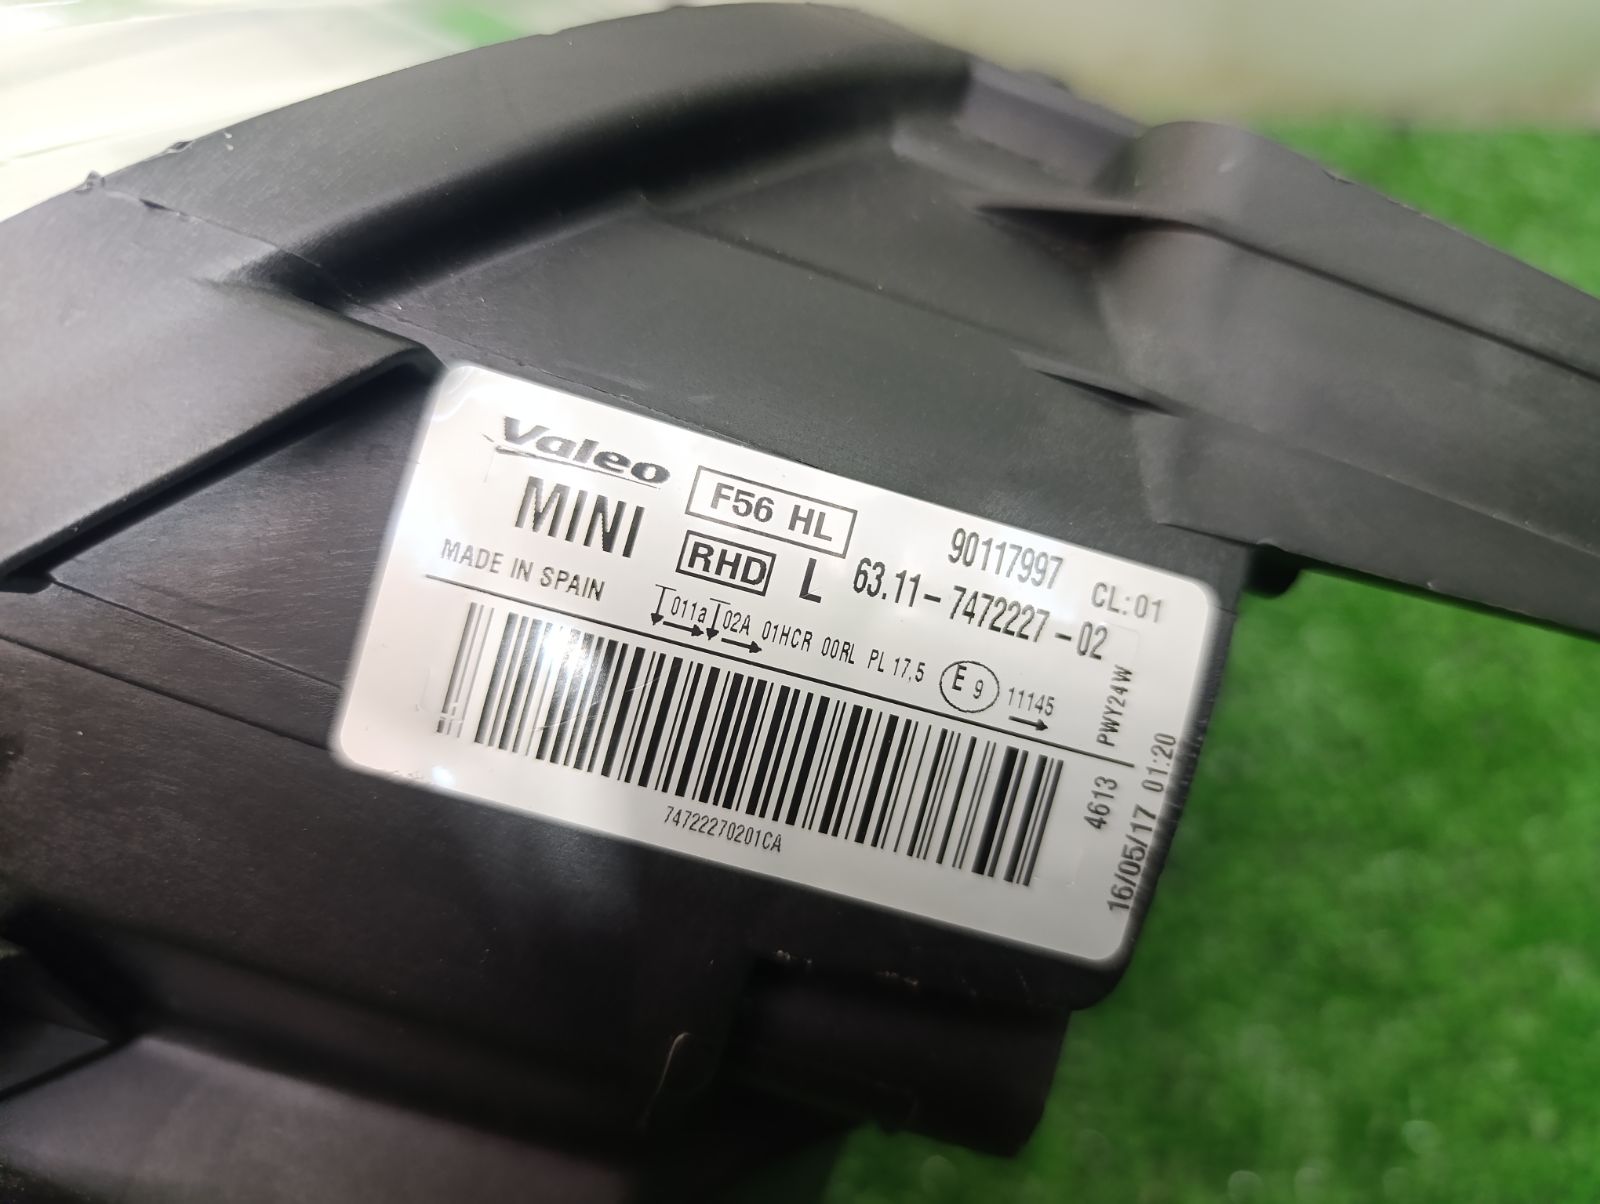 Valeo
MINI
F56 HL
90117997
CL:01
RHD L 63.11-7472227-02
MADE IN SPAIN
011a 02A 01HCR 00RL PL 17,5 E 9 11145
PWY24W
74722270201CA
4613
16/05/17 01:20